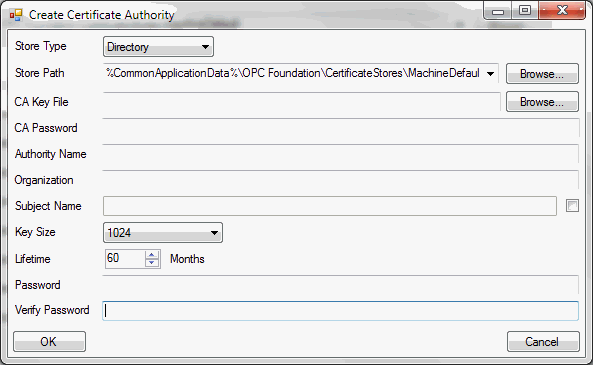 Create Certificate Authority
Store Type Directory
Store Path %CommonApplicationData%\OPC Foundation\CertificateStores\MachineDefaul Browse...
CA Key File Browse...
CA Password
Authority Name
Organization
Subject Name
Key Size 1024
Lifetime 60 Months
Password
Verify Password
OK Cancel